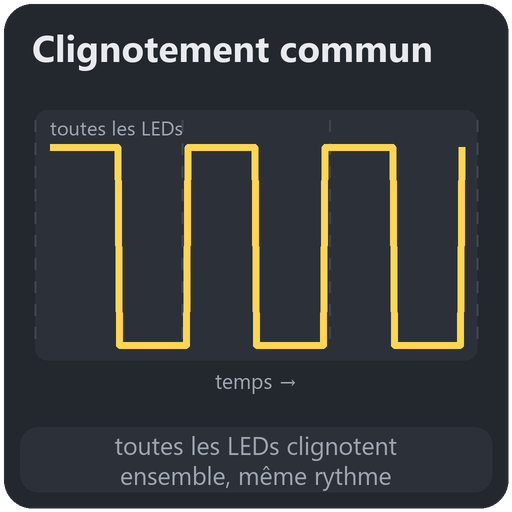 Clignotement commun
toutes les LEDs
temps →
toutes les LEDs clignotent
ensemble, même rythme